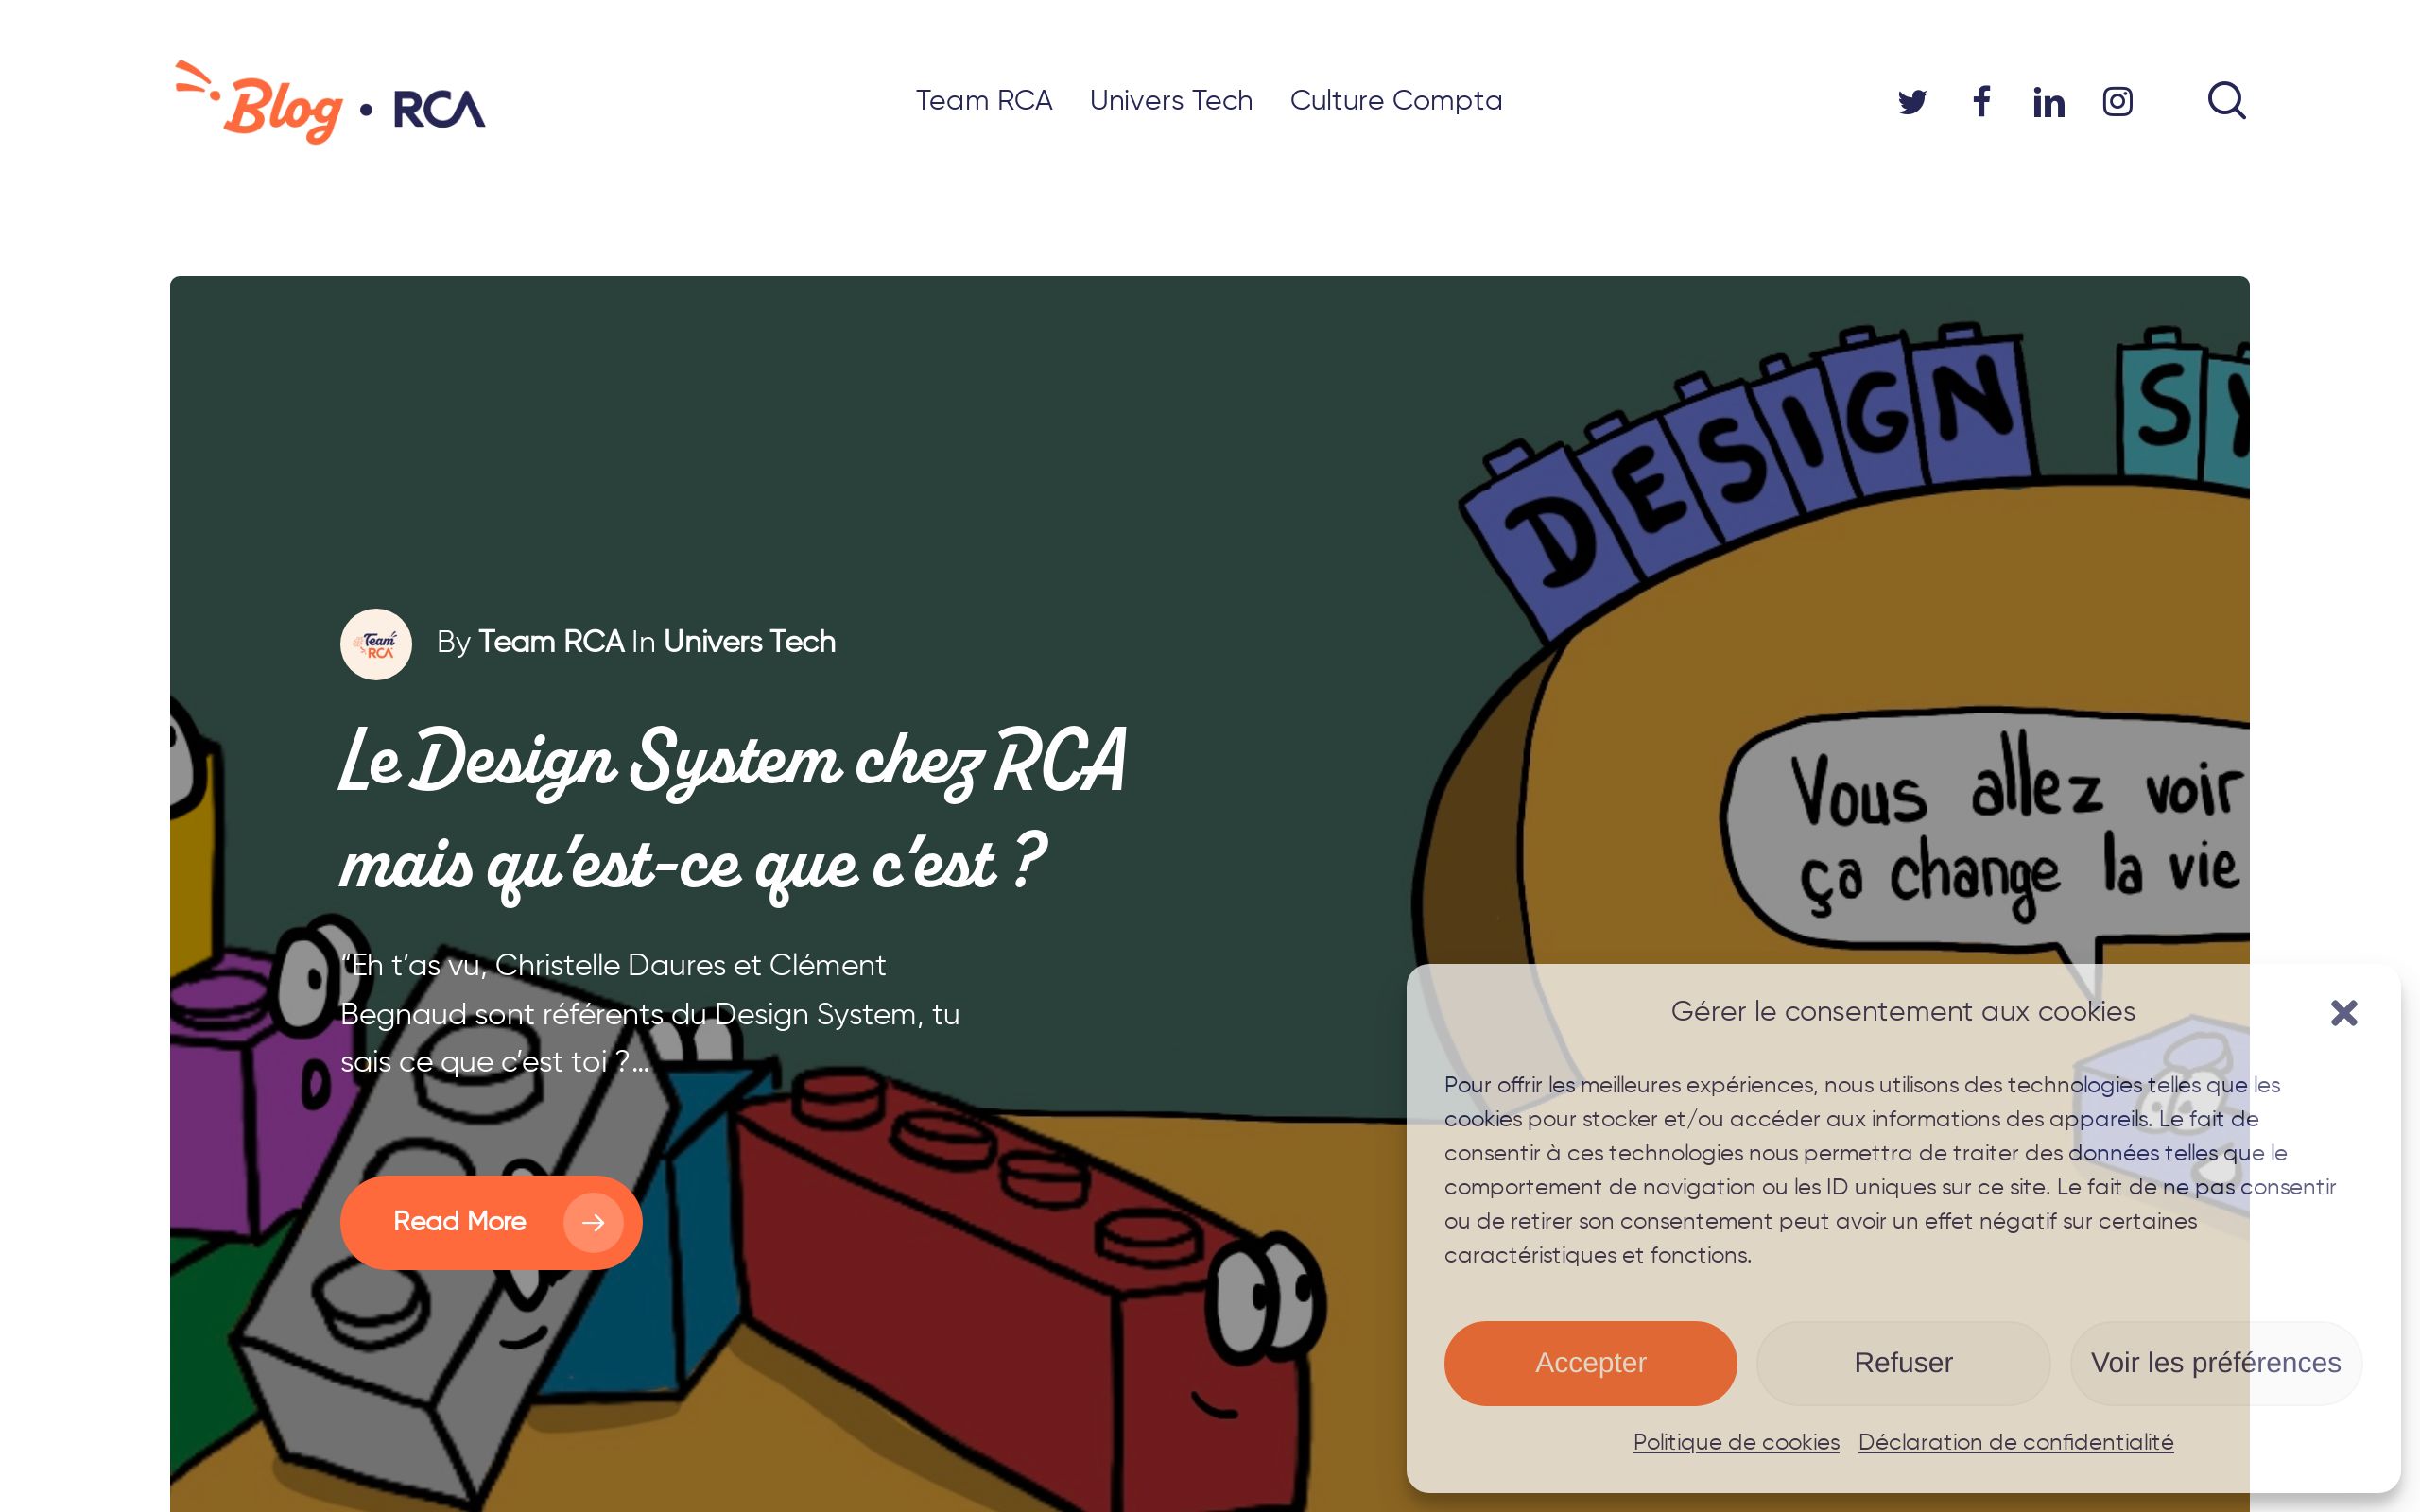 Blog • RCA
Team RCA
Univers Tech
Culture Compta
DESIGN SY
Team RCA
By Team RCA In Univers Tech
Le Design System chez RCA
mais qu’est-ce que c’est ?
“Eh t’as vu, Christelle Daures et Clément
Begnaud sont référents du Design System, tu
sais ce que c’est toi ?…
Read More
Vous allez voir
ça change la vie
Gérer le consentement aux cookies
Pour offrir les meilleures expériences, nous utilisons des technologies telles que les
cookies pour stocker et/ou accéder aux informations des appareils. Le fait de
consentir à ces technologies nous permettra de traiter des données telles que le
comportement de navigation ou les ID uniques sur ce site. Le fait de ne pas consentir
ou de retirer son consentement peut avoir un effet négatif sur certaines
caractéristiques et fonctions.
Accepter
Refuser
Voir les préférences
Politique de cookies
Déclaration de confidentialité